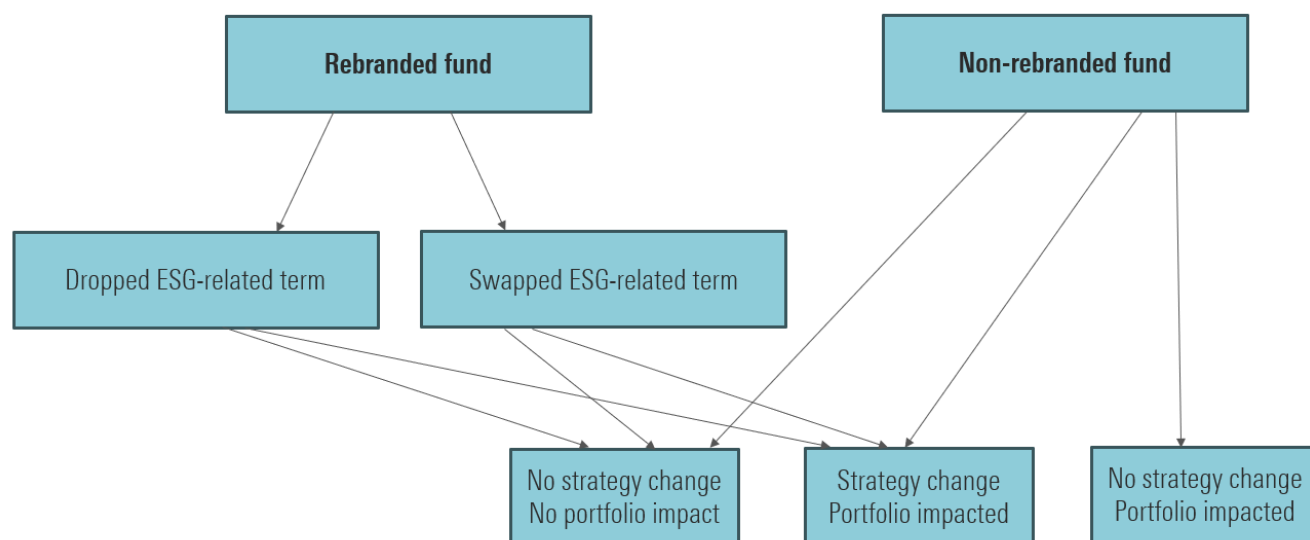 Rebranded fund
Non-rebranded fund
Dropped ESG-related term
Swapped ESG-related term
No strategy change
No portfolio impact
Strategy change
Portfolio impacted
No strategy change
Portfolio impacted